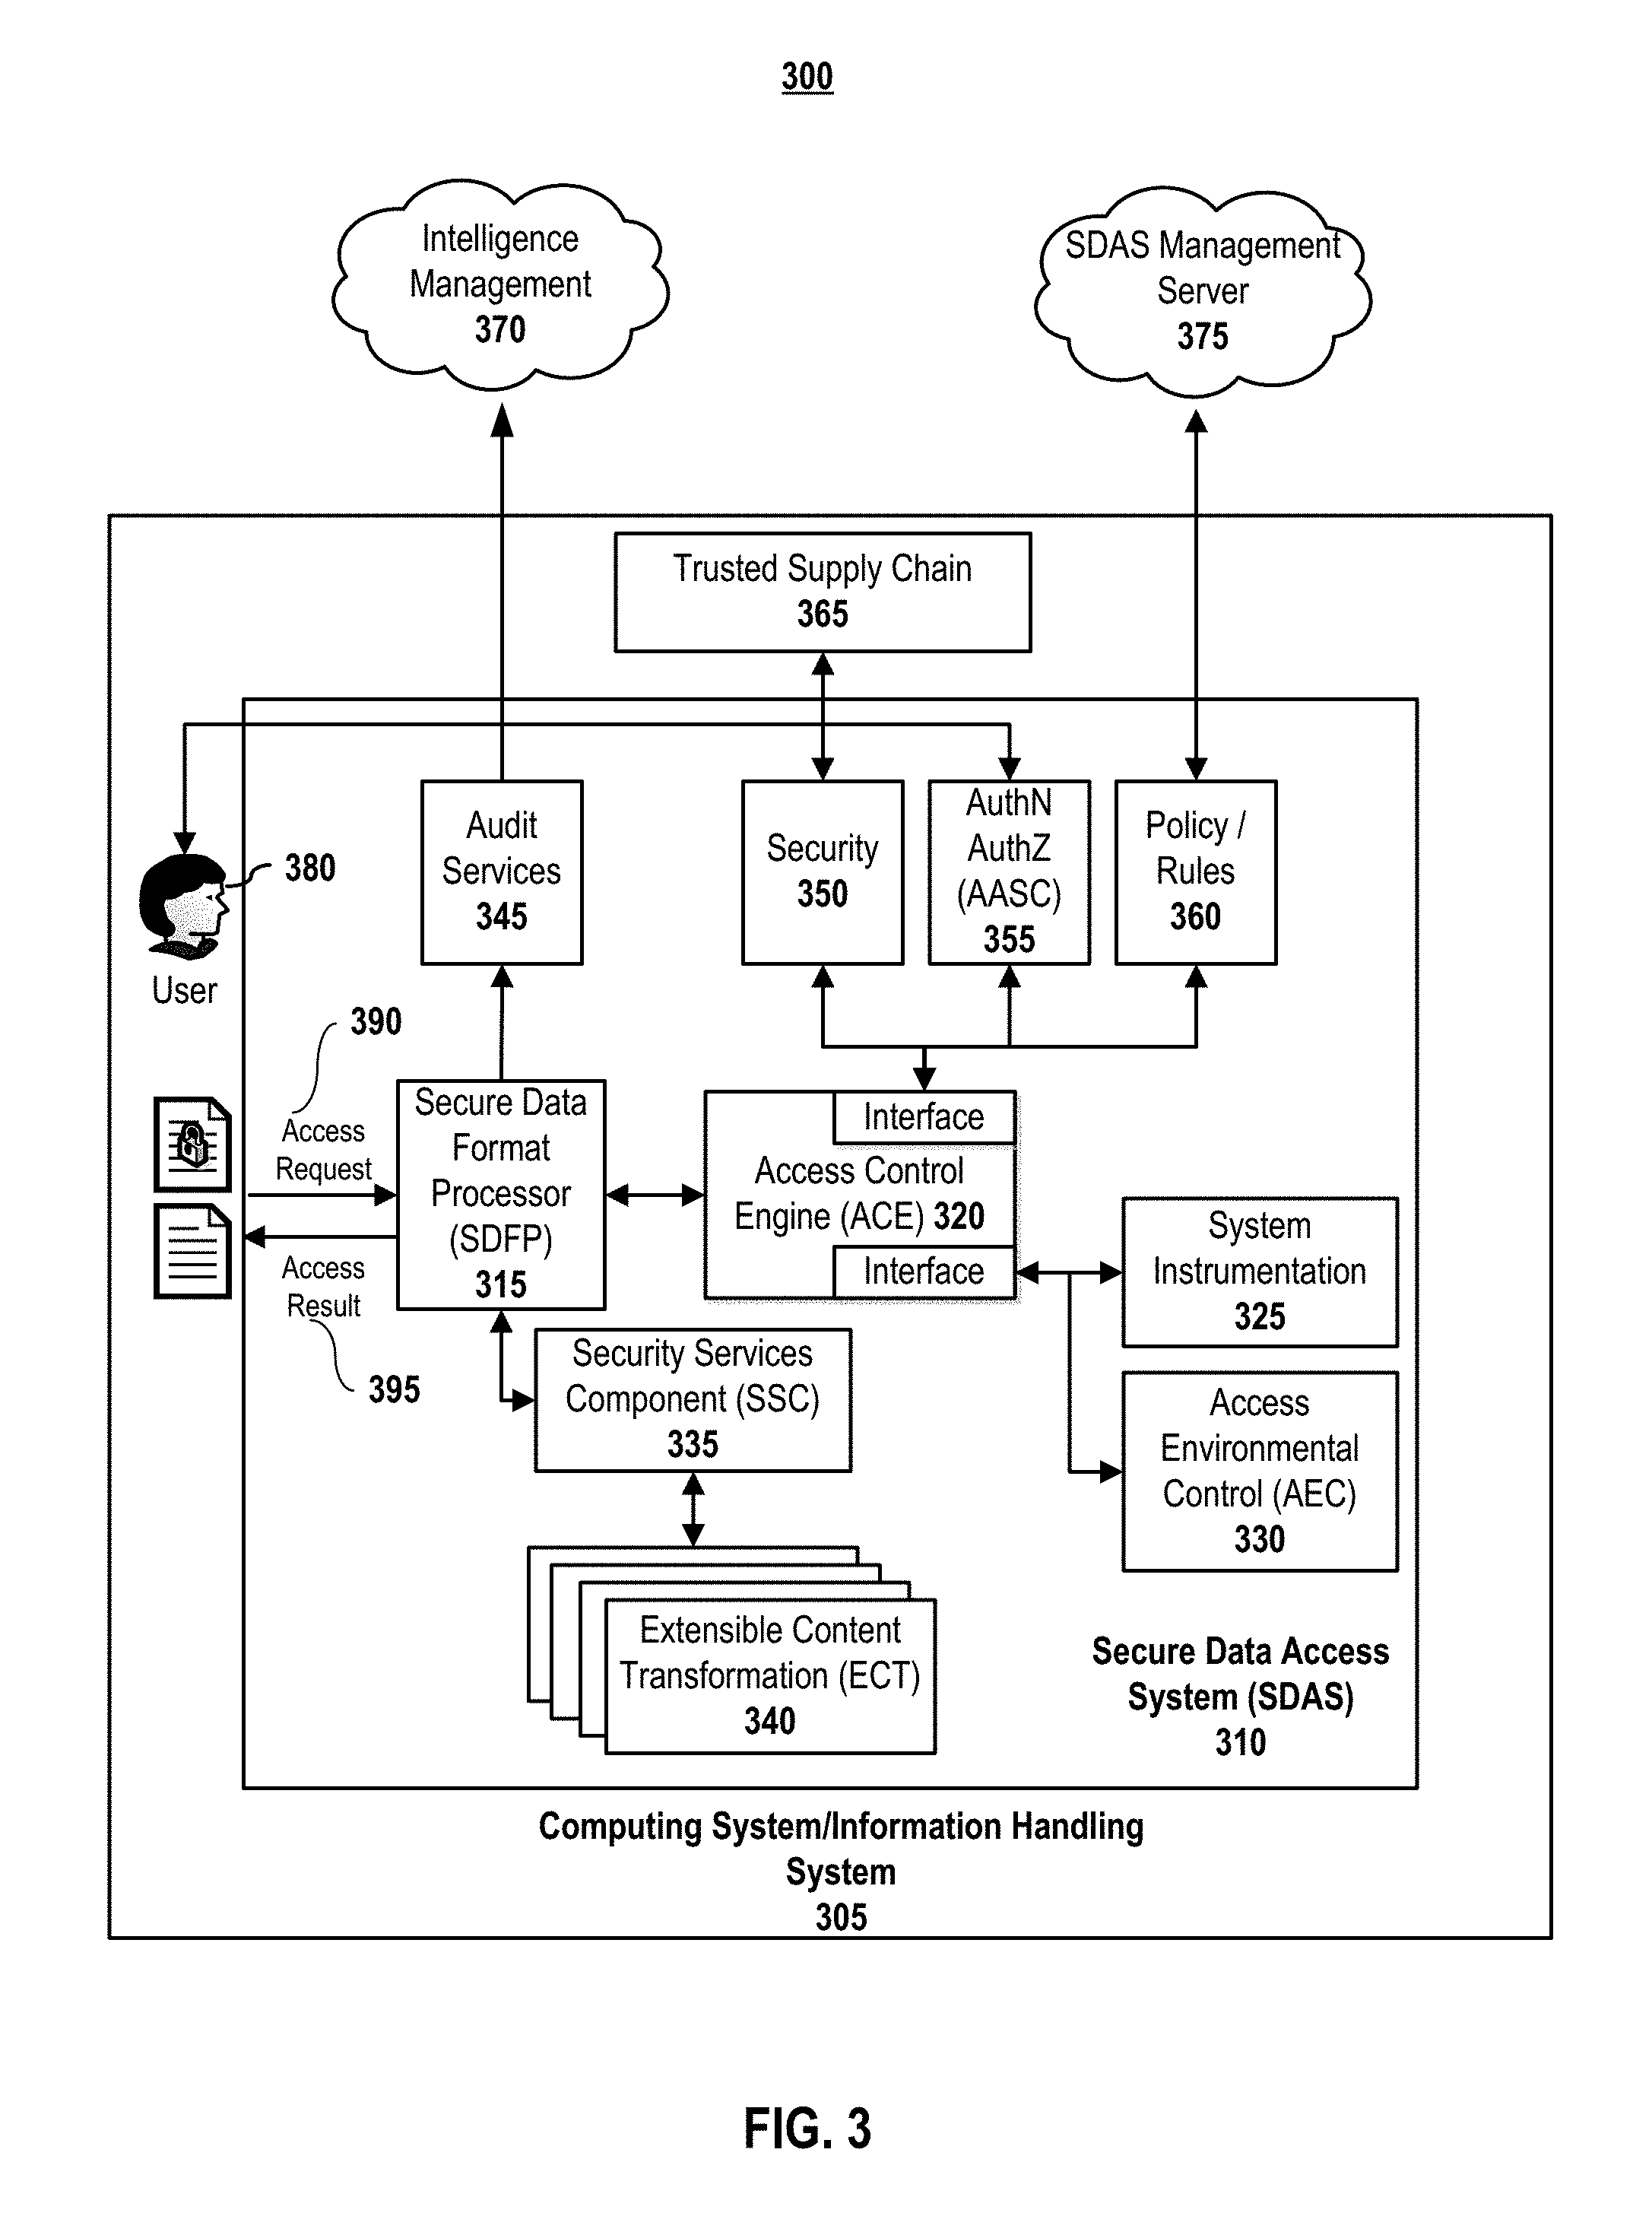 300
Intelligence
Management
370
SDAS Management
Server
375
Trusted Supply Chain
365
Audit
Services
345
Security
350
AuthN
AuthZ
(AASC)
355
Policy /
Rules
360
380
User
390
Access
Request
Access
Result
395
Secure Data
Format
Processor
(SDFP)
315
Interface
Access Control
Engine (ACE) 320
Interface
System
Instrumentation
325
Access
Environmental
Control (AEC)
330
Security Services
Component (SSC)
335
Extensible Content
Transformation (ECT)
340
Secure Data Access
System (SDAS)
310
Computing System/Information Handling
System
305
FIG. 3